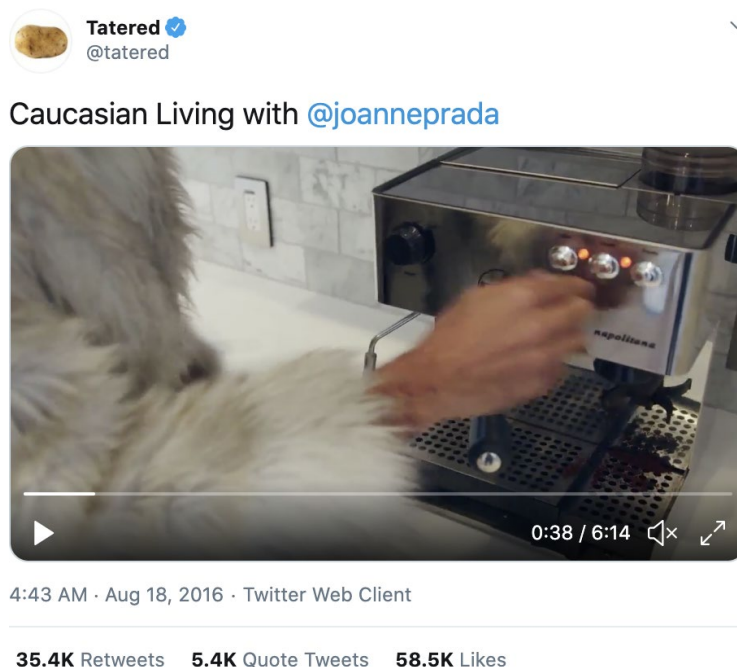 Tatered
@tatered
Caucasian Living with @joanneprada
napolitana
0:38 / 6:14
4:43 AM · Aug 18, 2016 · Twitter Web Client
35.4K Retweets 5.4K Quote Tweets 58.5K Likes